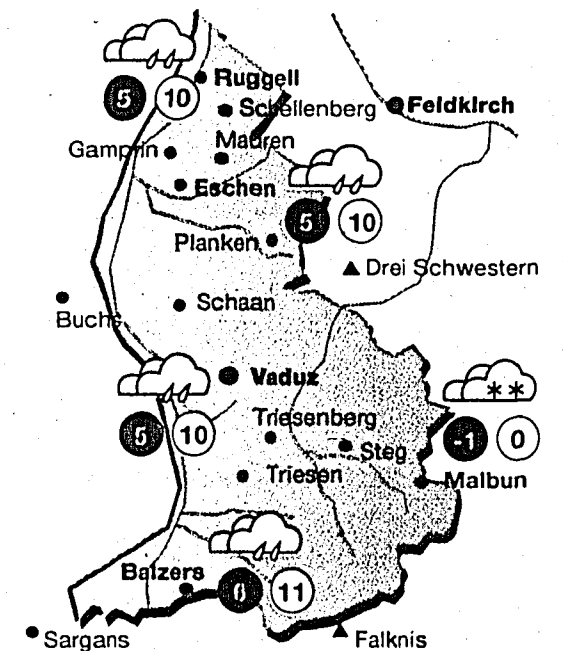 Ruggell
5 10
Schellenberg
Feldkirch
Gamprin
Mauren
Eschen
5 10
Planken
Drei Schwestern
Buchs
Schaan
Vaduz
5 10
Triesenberg
Steg
-1 0
Triesen
Malbun
Balzers
6 11
Sargans
Falknis